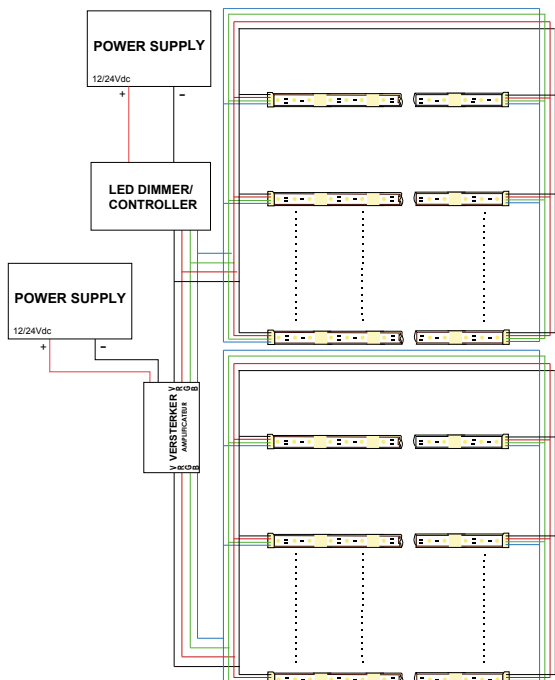 POWER SUPPLY
12/24Vdc
+ –
LED DIMMER/
CONTROLLER
POWER SUPPLY
12/24Vdc
+ –
V R G B
VERSTERKER
AMPLIFICATEUR
V R G B